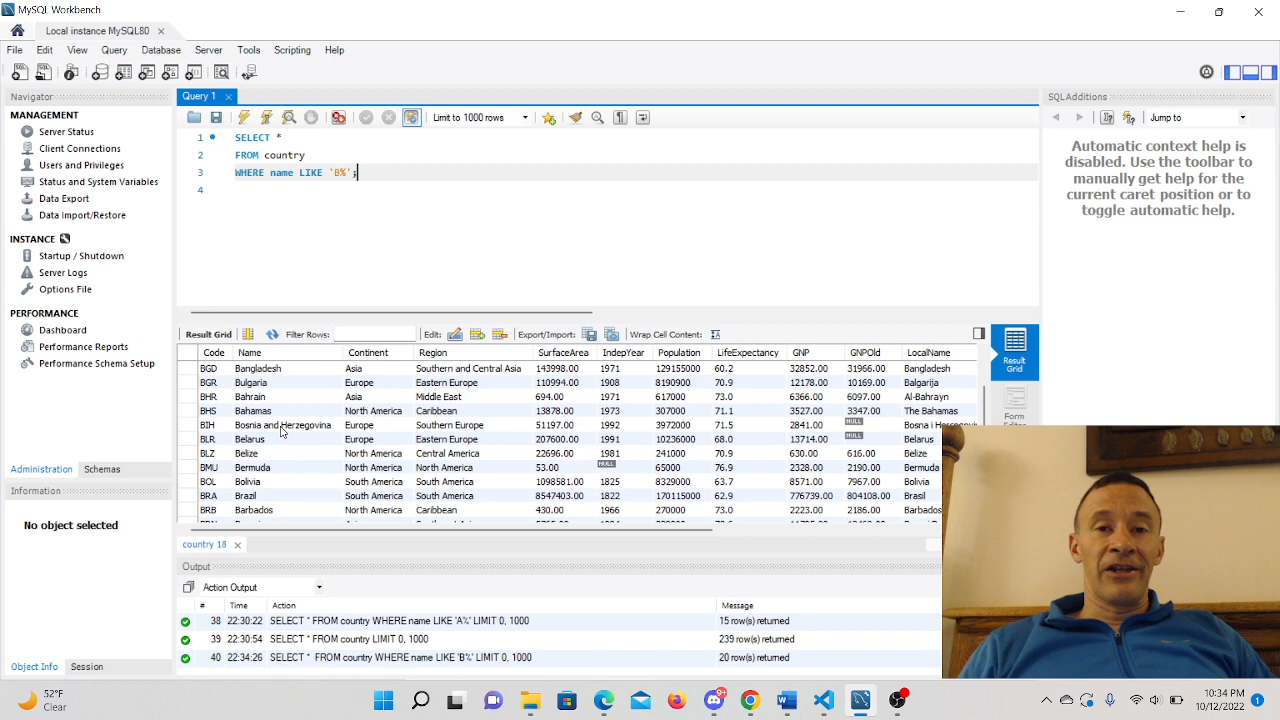 MySQL Workbench
Local instance MySQL80
File Edit View Query Database Server Tools Scripting Help
Navigator
MANAGEMENT
Server Status
Client Connections
Users and Privileges
Status and System Variables
Data Export
Data Import/Restore
INSTANCE
Startup / Shutdown
Server Logs
Options File
PERFORMANCE
Dashboard
Performance Reports
Performance Schema Setup
Administration Schemas
Information
No object selected
Object Info Session
Query 1
Limit to 1000 rows
1 SELECT *
2 FROM country
3 WHERE name LIKE 'B%';
4
SQLAdditions
Jump to
Automatic context help is
disabled. Use the toolbar to
manually get help for the
current caret position or to
toggle automatic help.
Result Grid Filter Rows: Edit: Export/Import: Wrap Cell Content:
Code Name Continent Region SurfaceArea IndepYear Population LifeExpectancy GNP GNPOld LocalName
BGD Bangladesh Asia Southern and Central Asia 143998.00 1971 129155000 60.2 32852.00 31966.00 Bangladesh
BGR Bulgaria Europe Eastern Europe 110994.00 1908 8190900 70.9 12178.00 10169.00 Balgarija
BHR Bahrain Asia Middle East 694.00 1971 617000 73.0 6366.00 6097.00 Al-Bahrayn
BHS Bahamas North America Caribbean 13878.00 1973 307000 71.1 3527.00 3347.00 The Bahamas
BIH Bosnia and Herzegovina Europe Southern Europe 51197.00 1992 3972000 71.5 2841.00 NULL Bosna i
BLR Belarus Europe Eastern Europe 207600.00 1991 10236000 68.0 13714.00 NULL Belarus
BLZ Belize North America Central America 22696.00 1981 241000 70.9 630.00 616.00 Belize
BMU Bermuda North America North America 53.00 NULL 65000 76.9 2328.00 2190.00 Bermuda
BOL Bolivia South America South America 1098581.00 1825 8329000 63.7 8571.00 7967.00 Bolivia
BRA Brazil South America South America 8547403.00 1822 170115000 62.9 776739.00 804108.00 Brasil
BRB Barbados North America Caribbean 430.00 1966 270000 73.0 2223.00 2186.00 Barbados
Result
Grid
Form
country 18
Output
Action Output
# Time Action Message
38 22:30:22 SELECT * FROM country WHERE name LIKE 'A%' LIMIT 0, 1000 15 row(s) returned
39 22:30:54 SELECT * FROM country LIMIT 0, 1000 239 row(s) returned
40 22:34:26 SELECT * FROM country WHERE name LIKE 'B%' LIMIT 0, 1000 20 row(s) returned
52°F
Clear
10:34 PM
10/12/2022